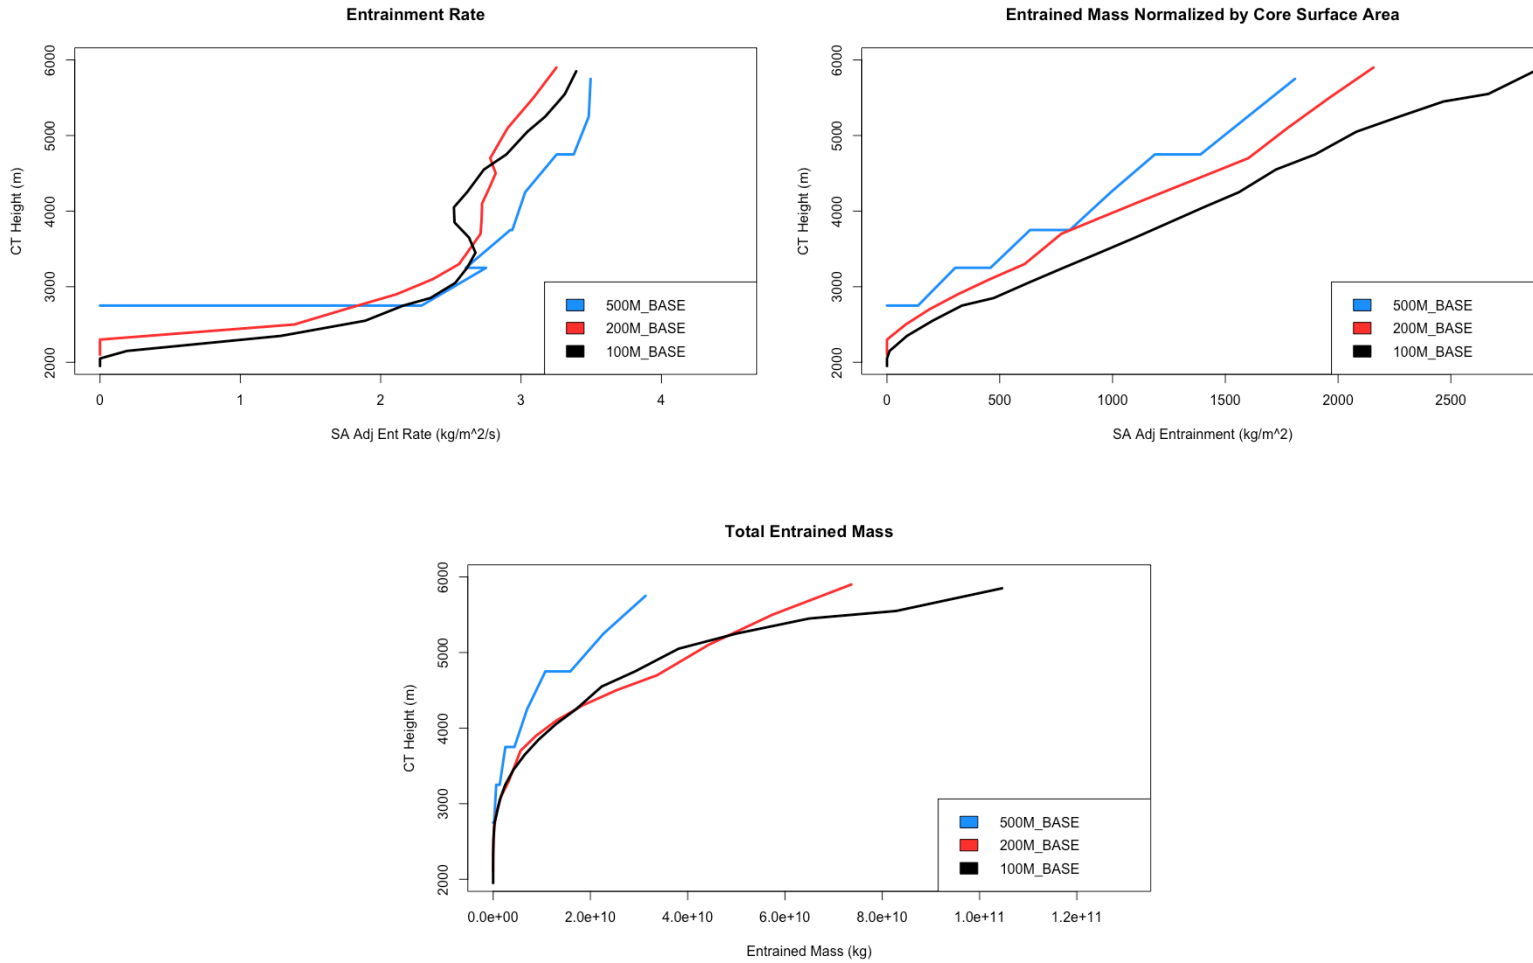 Entrainment Rate
CT Height (m)
6000
5000
4000
3000
2000
500M_BASE
200M_BASE
100M_BASE
0 1 2 3 4
SA Adj Ent Rate (kg/m^2/s)
Entrained Mass Normalized by Core Surface Area
CT Height (m)
6000
5000
4000
3000
2000
500M_BASE
200M_BASE
100M_BASE
0 500 1000 1500 2000 2500
SA Adj Entrainment (kg/m^2)
Total Entrained Mass
CT Height (m)
6000
5000
4000
3000
2000
500M_BASE
200M_BASE
100M_BASE
0.0e+00 2.0e+10 4.0e+10 6.0e+10 8.0e+10 1.0e+11 1.2e+11
Entrained Mass (kg)